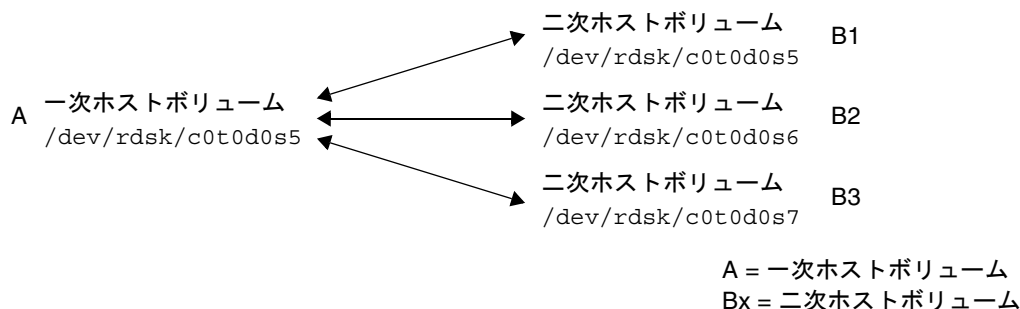 二次ホストボリューム B1
/dev/rdsk/c0t0d0s5
A 一次ホストボリューム
/dev/rdsk/c0t0d0s5
二次ホストボリューム B2
/dev/rdsk/c0t0d0s6
二次ホストボリューム B3
/dev/rdsk/c0t0d0s7
A = 一次ホストボリューム
Bx = 二次ホストボリューム